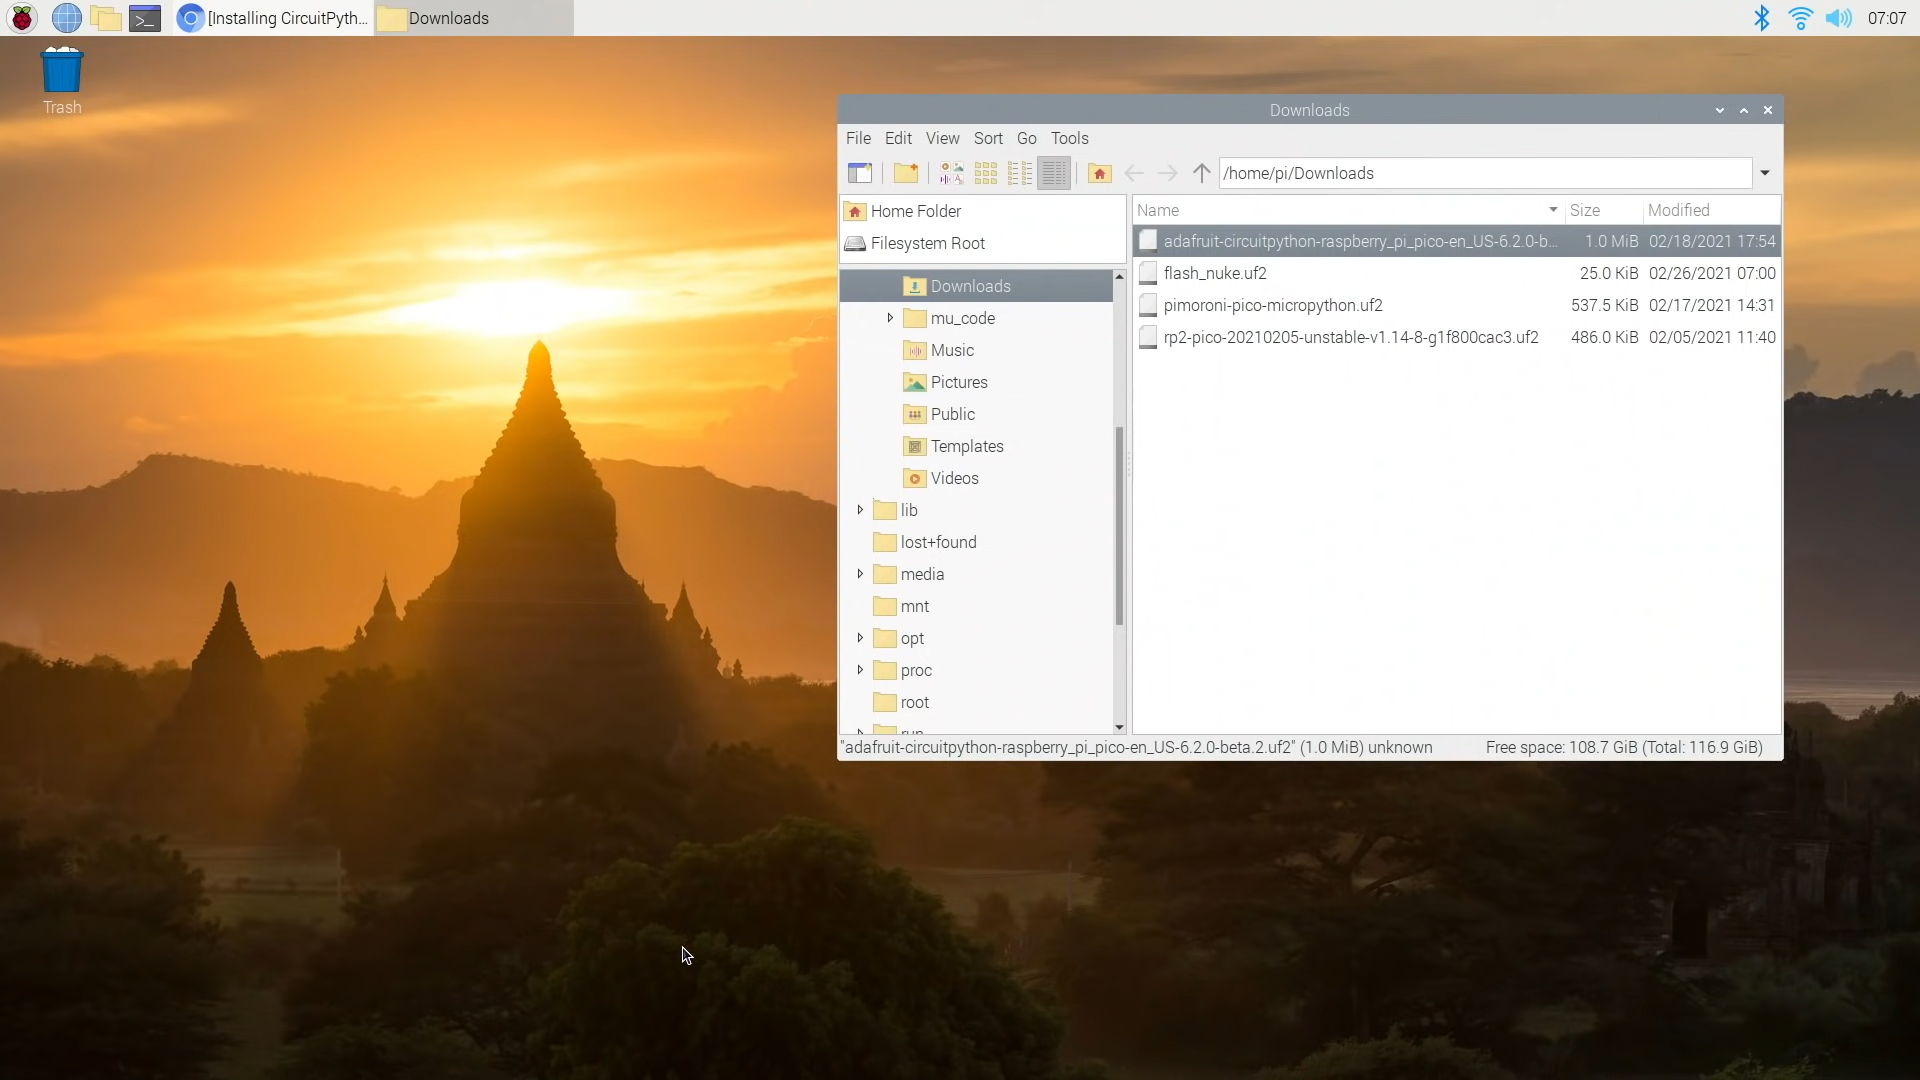 [Installing CircuitPyth...
Downloads
07:07
Trash
Downloads
File Edit View Sort Go Tools
/home/pi/Downloads
Home Folder
Filesystem Root
Downloads
mu_code
Music
Pictures
Public
Templates
Videos
lib
lost+found
media
mnt
opt
proc
root
run
Name Size Modified
adafruit-circuitpython-raspberry_pi_pico-en_US-6.2.0-b... 1.0 MiB 02/18/2021 17:54
flash_nuke.uf2 25.0 KiB 02/26/2021 07:00
pimoroni-pico-micropython.uf2 537.5 KiB 02/17/2021 14:31
rp2-pico-20210205-unstable-v1.14-8-g1f800cac3.uf2 486.0 KiB 02/05/2021 11:40
"adafruit-circuitpython-raspberry_pi_pico-en_US-6.2.0-beta.2.uf2" (1.0 MiB) unknown
Free space: 108.7 GiB (Total: 116.9 GiB)